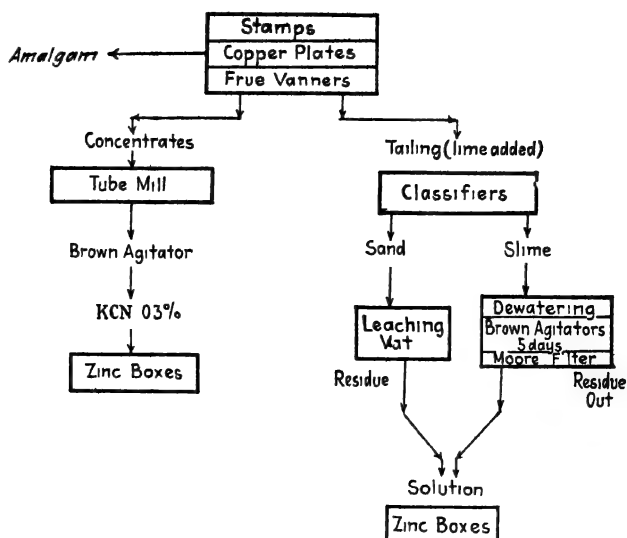 Stamps
Amalgam
Copper Plates
Frue Vanners
Concentrates
Tailing (lime added)
Tube Mill
Classifiers
Brown Agitator
Sand
Slime
KCN 03%
Dewatering
Brown Agitators
5 days
Leaching
Vat
Moore F'lter
Zinc Boxes
Residue
Residue
Out
Solution
Zinc Boxes